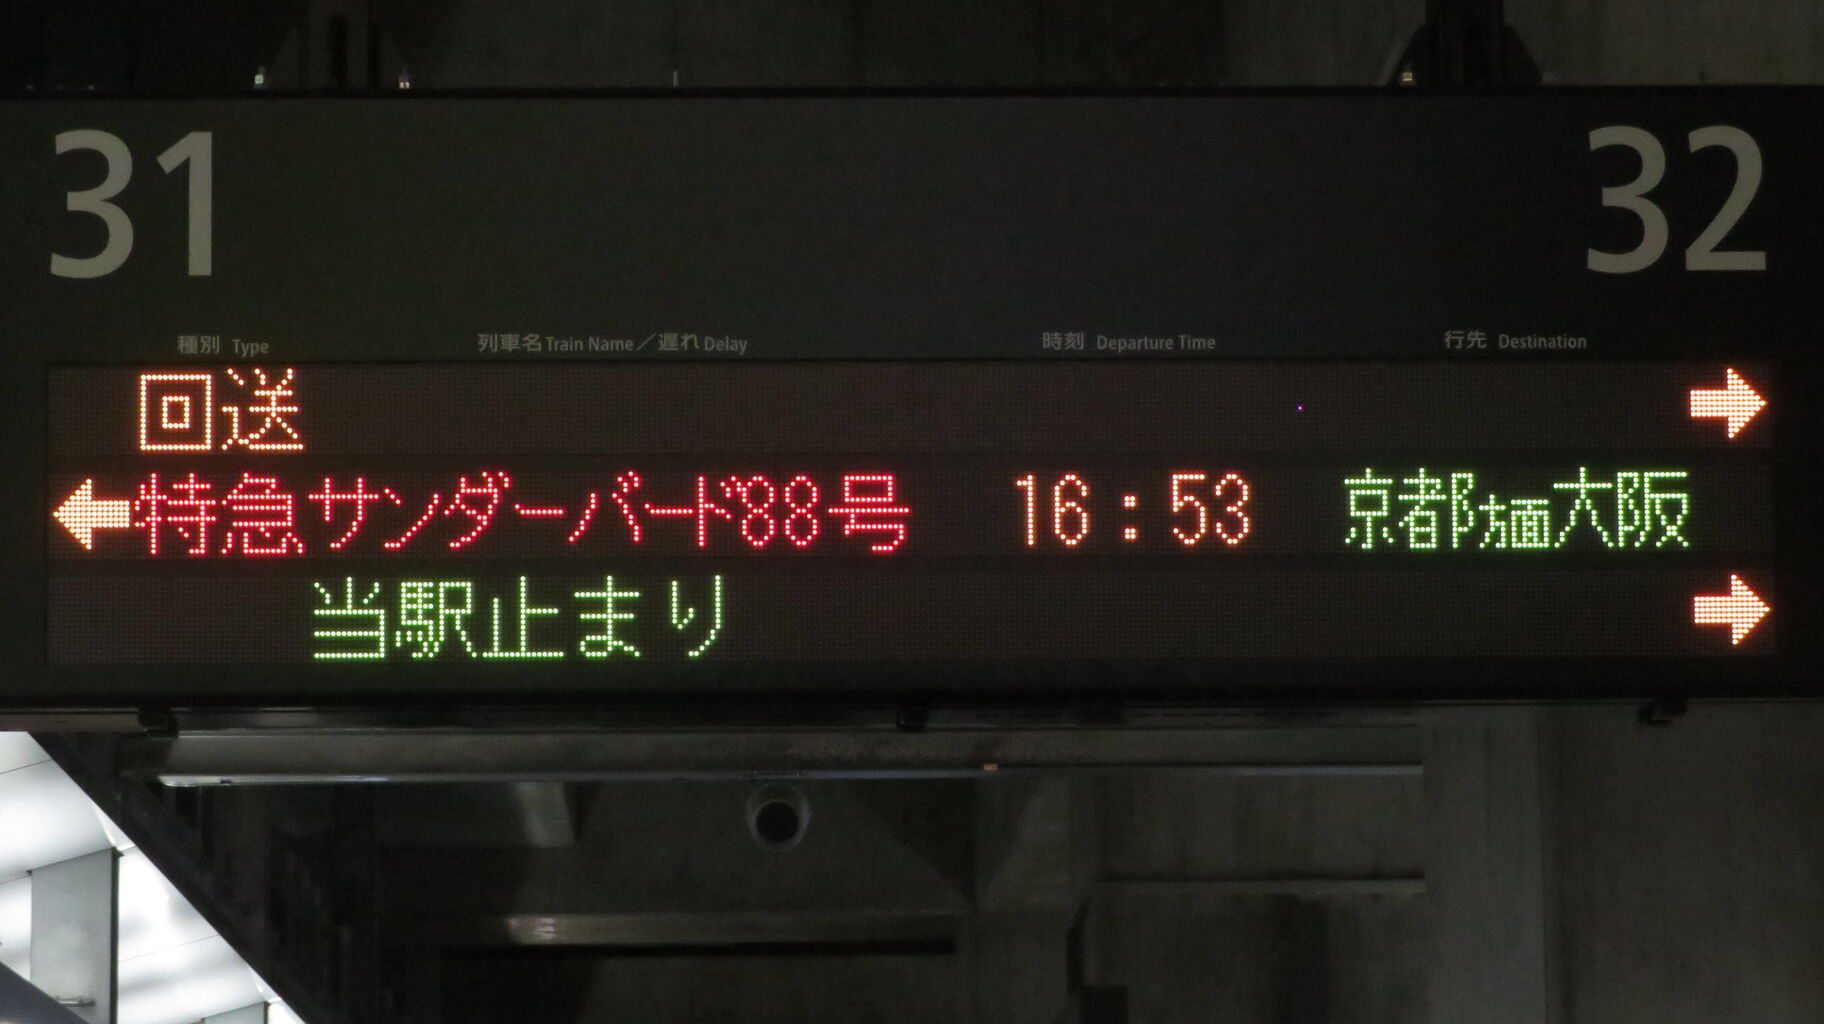 31 32
種別 Type 列車名 Train Name／遅れ Delay 時刻 Departure Time 行先 Destination
回送 →
← 特急 サンダーバード88号 16:53 京都方面大阪
当駅止まり →